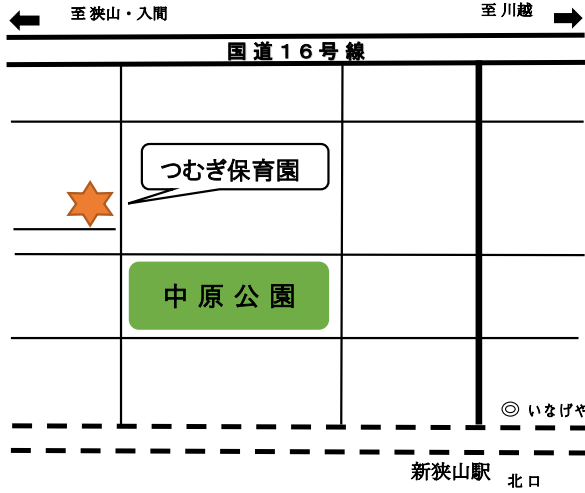 至狭山・入間
至川越
国道１６号線
つむぎ保育園
中原公園
◎いなげや
新狭山駅
北口